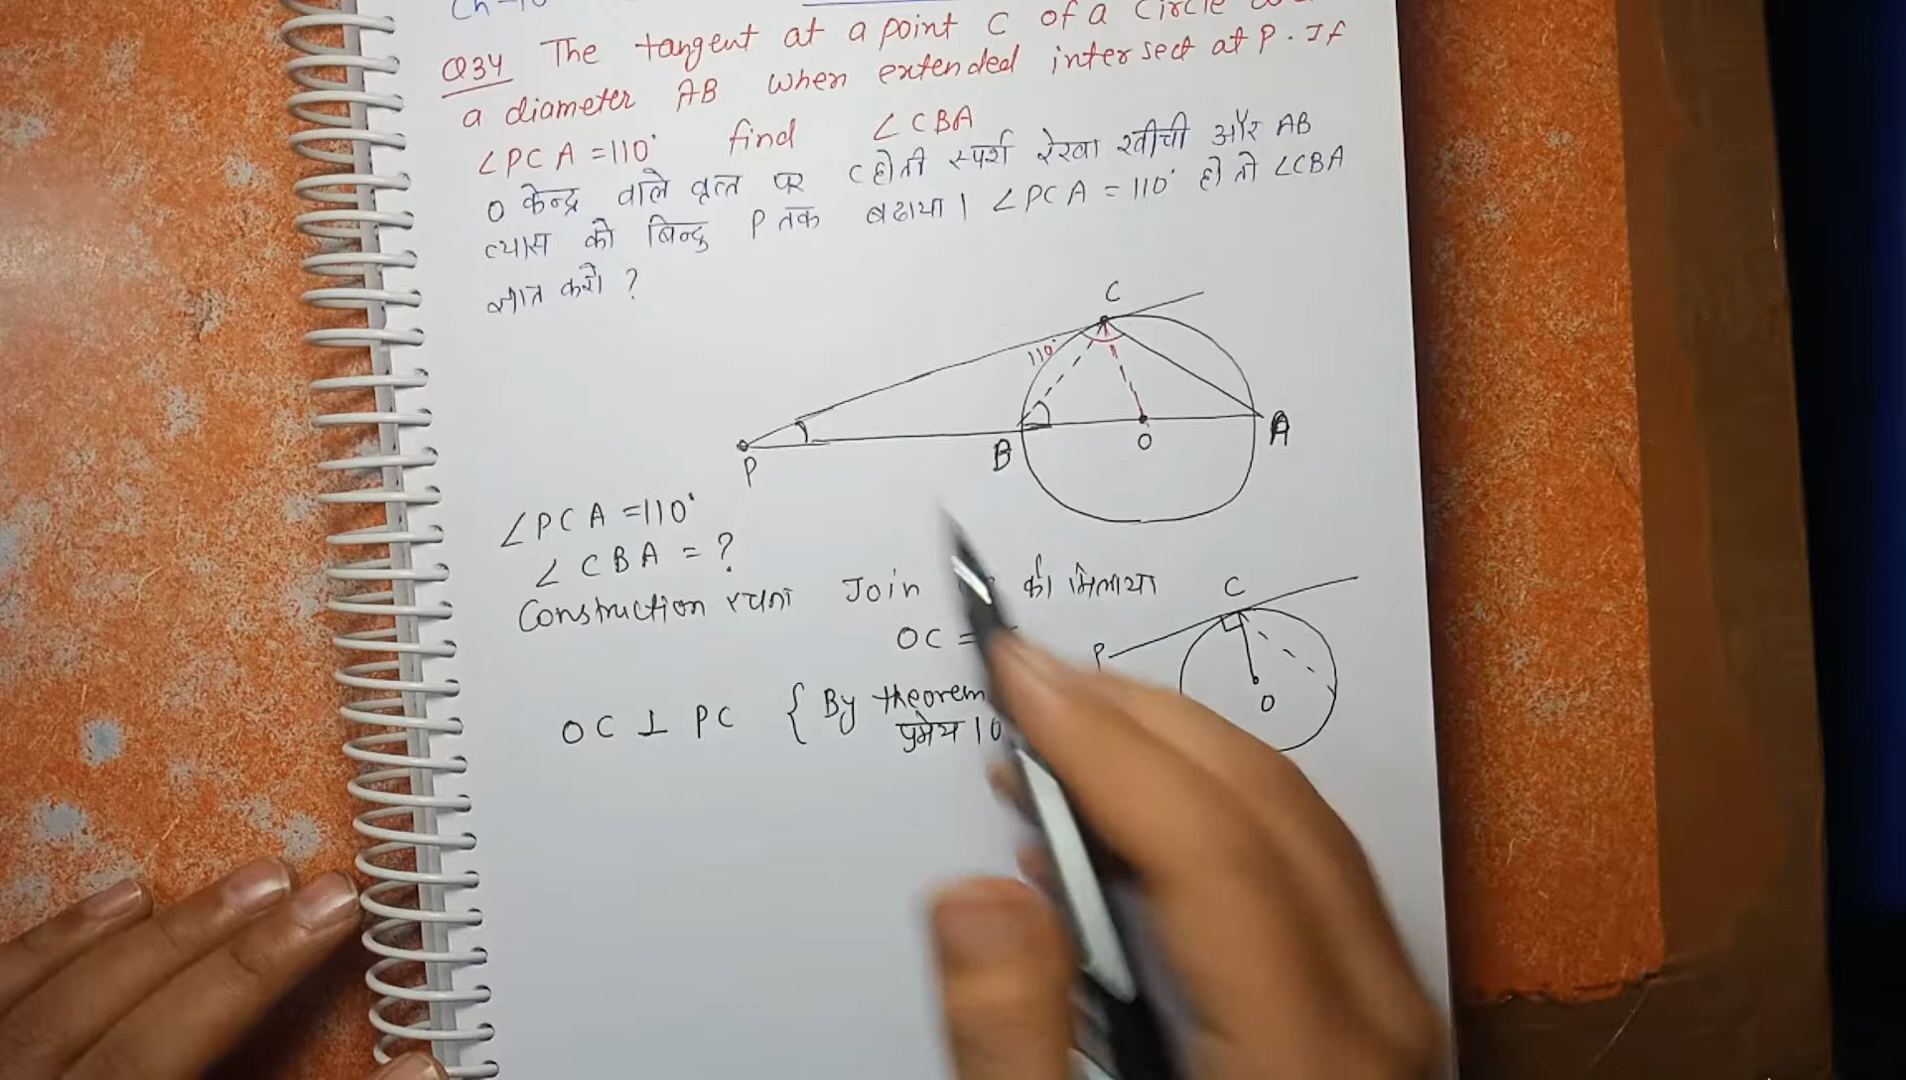 Ch-10
Q34 The tangent at a point C of a Circle
a diameter AB when extended intersect at P. If
∠PCA = 110° find ∠CBA
O केन्द्र वाले वृत्त पर C होती स्पर्श रेखा खींची और AB
व्यास को बिन्दु P तक बढाया। ∠PCA = 110° हो तो ∠CBA
ज्ञात करो ?
C
110°
P
B
O
A
∠PCA = 110°
∠CBA = ?
Construction रचना Join को मिलाया
OC =
C
P
O
OC ⊥ PC { By theorem
प्रमेय 10